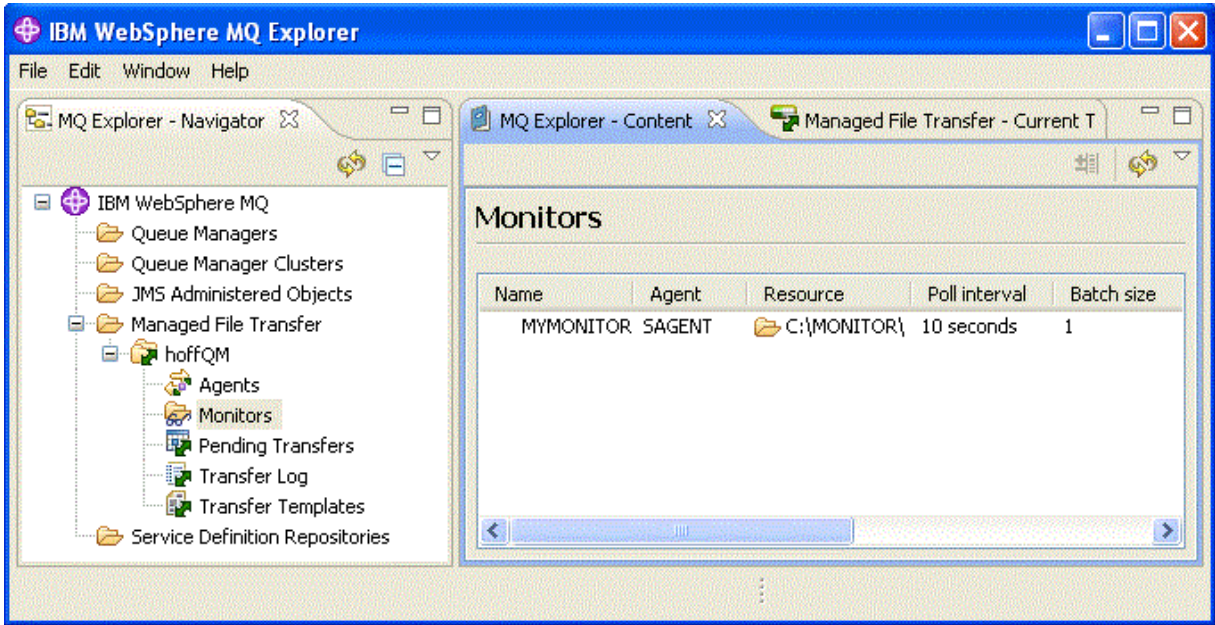 IBM WebSphere MQ Explorer
File Edit Window Help
MQ Explorer - Navigator
IBM WebSphere MQ
Queue Managers
Queue Manager Clusters
JMS Administered Objects
Managed File Transfer
hoffQM
Agents
Monitors
Pending Transfers
Transfer Log
Transfer Templates
Service Definition Repositories
MQ Explorer - Content Managed File Transfer - Current T
Monitors
Name Agent Resource Poll interval Batch size
MYMONITOR SAGENT C:\MONITOR\ 10 seconds 1